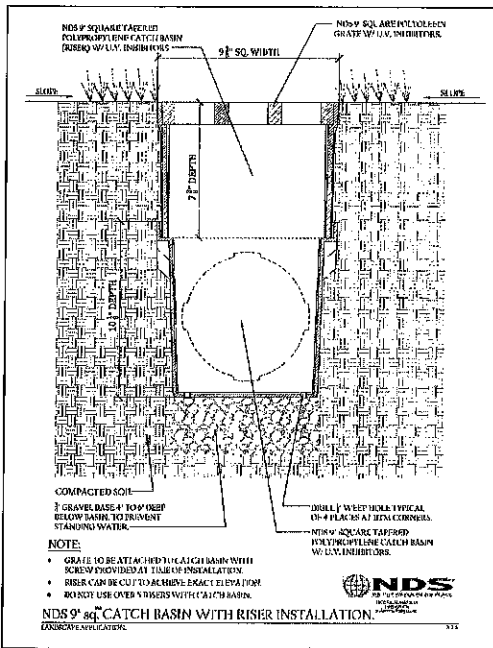 NDS 9" SQUARE TAPERED
POLYPROPYLENE CATCH BASIN
(RISER) W/ U.V. INHIBITORS
NDS 9" SQUARE POLYOLEFIN
GRATE W/ U.V. INHIBITORS.
SQ. WIDTH
SLOPE
SLOPE
DEPTH
DEPTH
COMPACTED SOIL
GRAVEL BASE 4" TO 6" DEEP
BELOW BASIN, TO PREVENT
STANDING WATER.
DRILL WEEP HOLE TYPICAL
OF 4 PLACES AT BTM CORNERS.
NDS 9" SQUARE TAPERED
POLYPROPYLENE CATCH BASIN
W/ U.V. INHIBITORS.
NOTE:
• GRATE TO BE ATTACHED TO CATCH BASIN WITH
SCREW PROVIDED AT TIME OF INSTALLATION.
• RISER CAN BE CUT TO ACHIEVE EXACT ELEVATION.
• DO NOT USE OVER RISERS WITH CATCH BASIN.
NDS
NDS 9" sq. CATCH BASIN WITH RISER INSTALLATION.
LANDSCAPE APPLICATION.